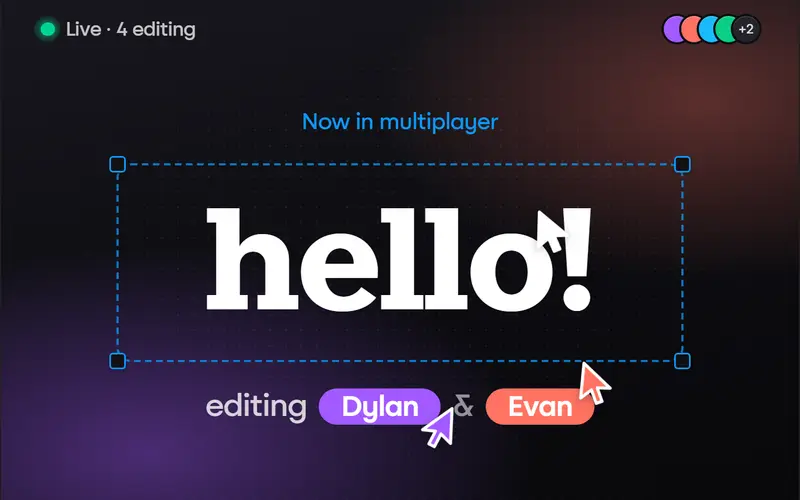 Live · 4 editing
+2
Now in multiplayer
hello!
editing Dylan & Evan